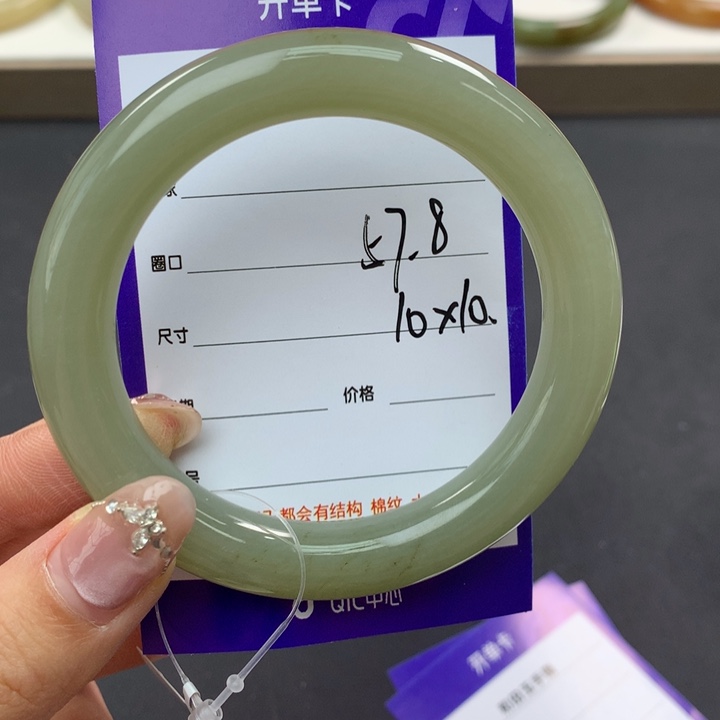 开单卡
圈口 57.8
尺寸 10x10.
价格
都会有结构 棉纹
QIC中心
开单卡